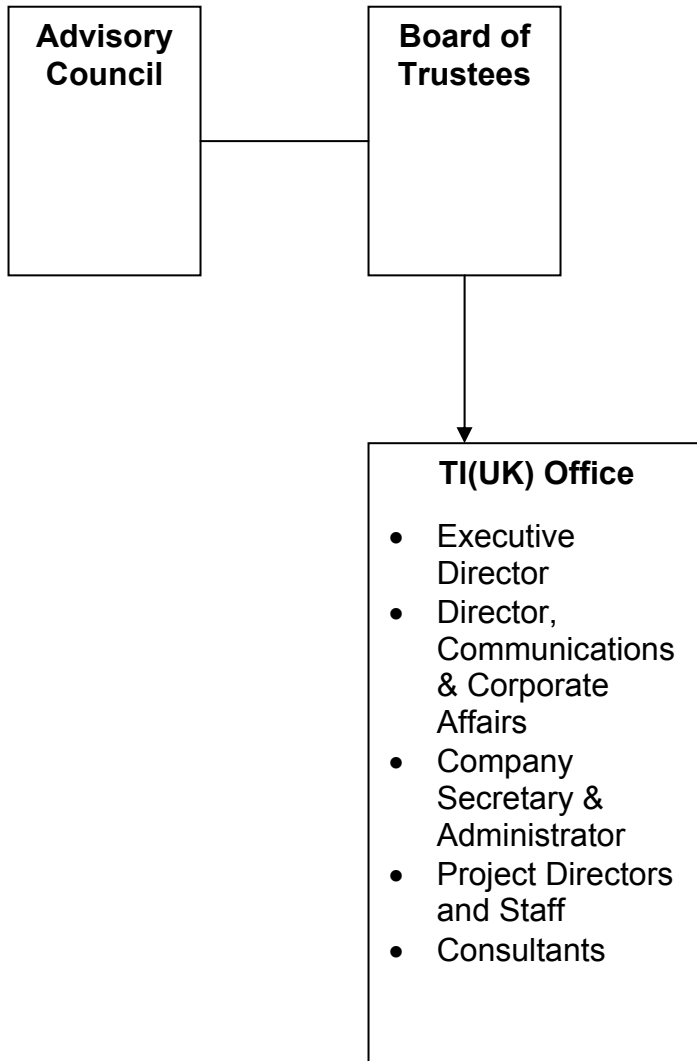 Advisory
Council
Board of
Trustees
TI(UK) Office
• Executive
Director
• Director,
Communications
& Corporate
Affairs
• Company
Secretary &
Administrator
• Project Directors
and Staff
• Consultants